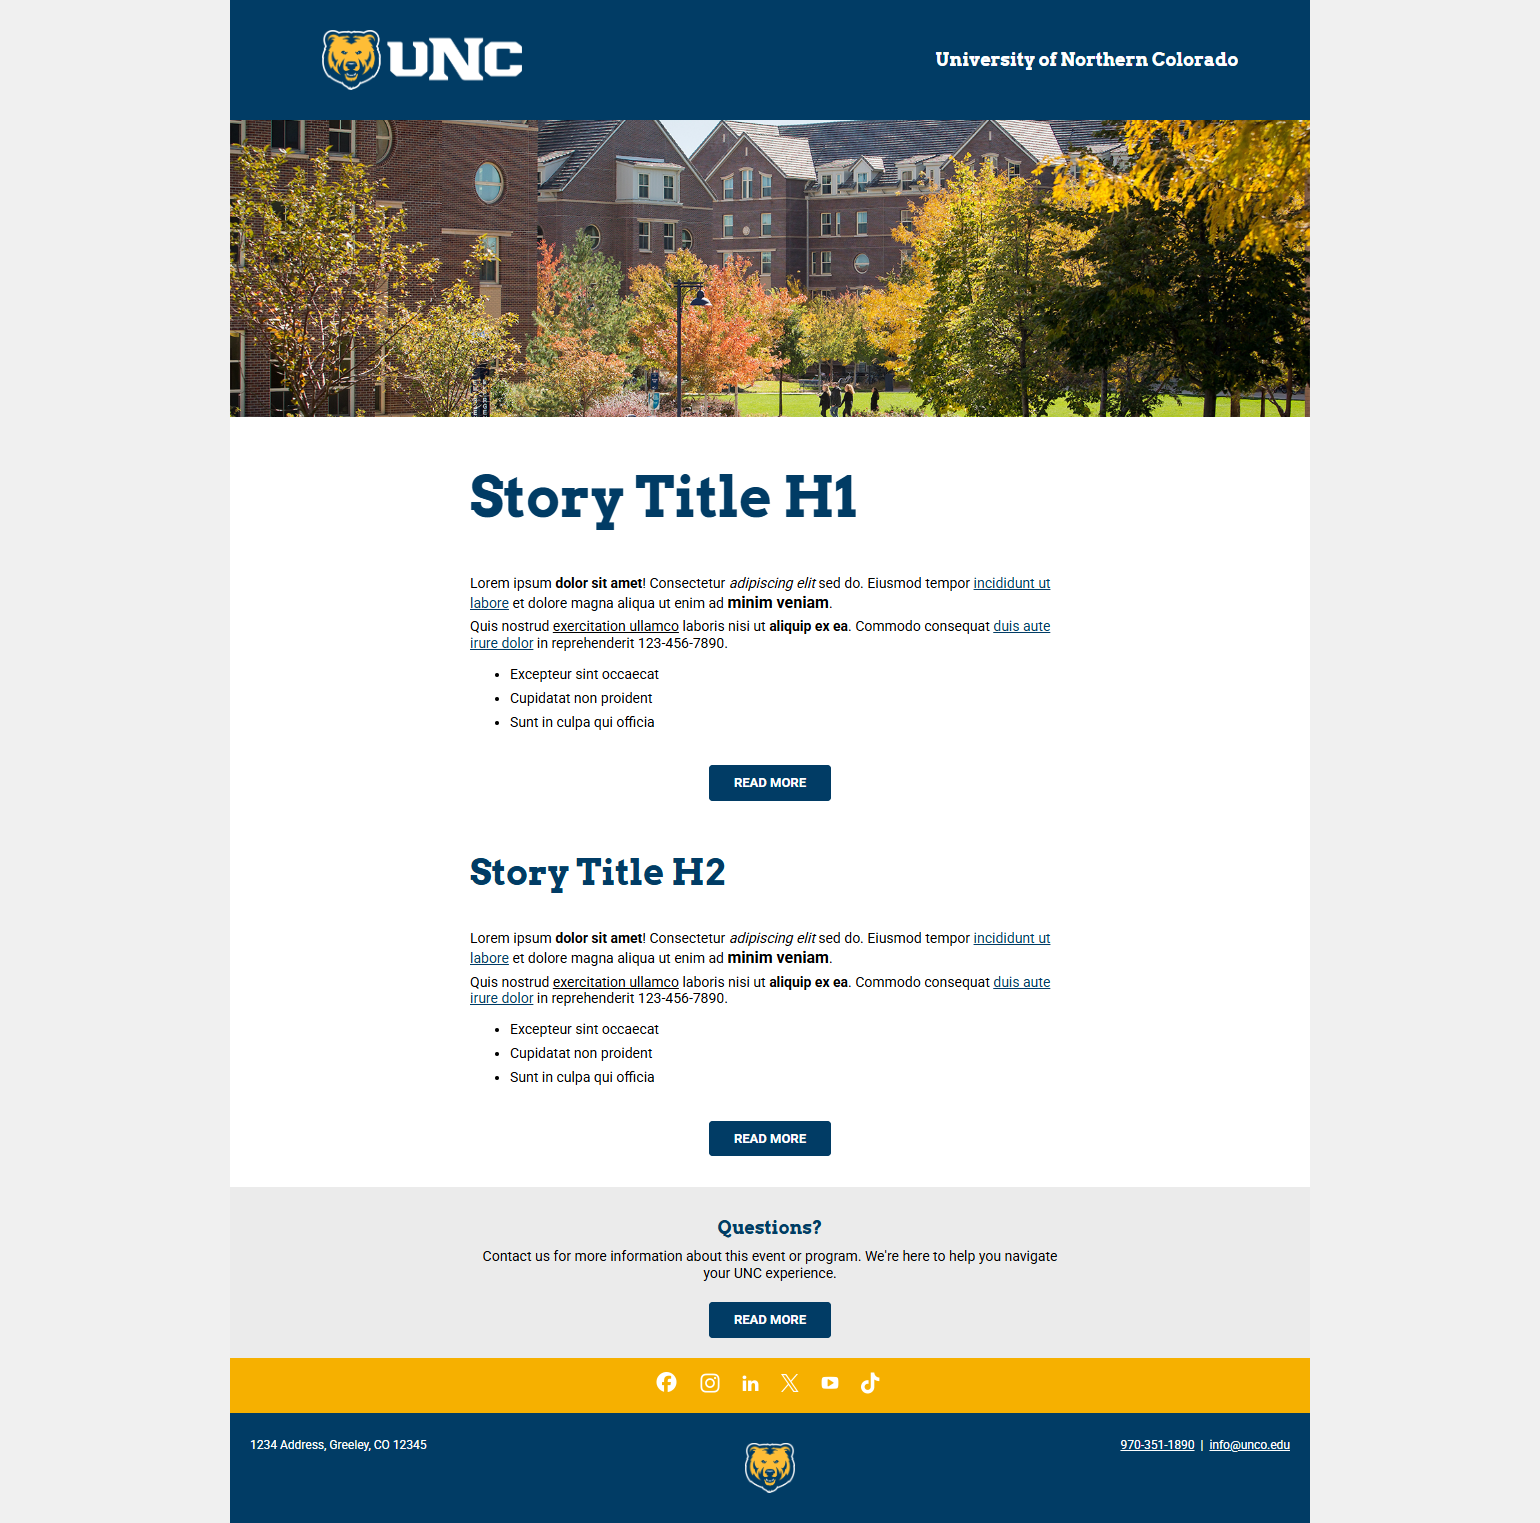 UNC
University of Northern Colorado
Story Title H1
Lorem ipsum dolor sit amet! Consectetur adipiscing elit sed do. Eiusmod tempor incididunt ut
labore et dolore magna aliqua ut enim ad minim veniam.
Quis nostrud exercitation ullamco laboris nisi ut aliquip ex ea. Commodo consequat duis aute
irure dolor in reprehenderit 123-456-7890.
• Excepteur sint occaecat
• Cupidatat non proident
• Sunt in culpa qui officia
READ MORE
Story Title H2
Lorem ipsum dolor sit amet! Consectetur adipiscing elit sed do. Eiusmod tempor incididunt ut
labore et dolore magna aliqua ut enim ad minim veniam.
Quis nostrud exercitation ullamco laboris nisi ut aliquip ex ea. Commodo consequat duis aute
irure dolor in reprehenderit 123-456-7890.
• Excepteur sint occaecat
• Cupidatat non proident
• Sunt in culpa qui officia
READ MORE
Questions?
Contact us for more information about this event or program. We're here to help you navigate
your UNC experience.
READ MORE
1234 Address, Greeley, CO 12345
970-351-1890 | info@unco.edu